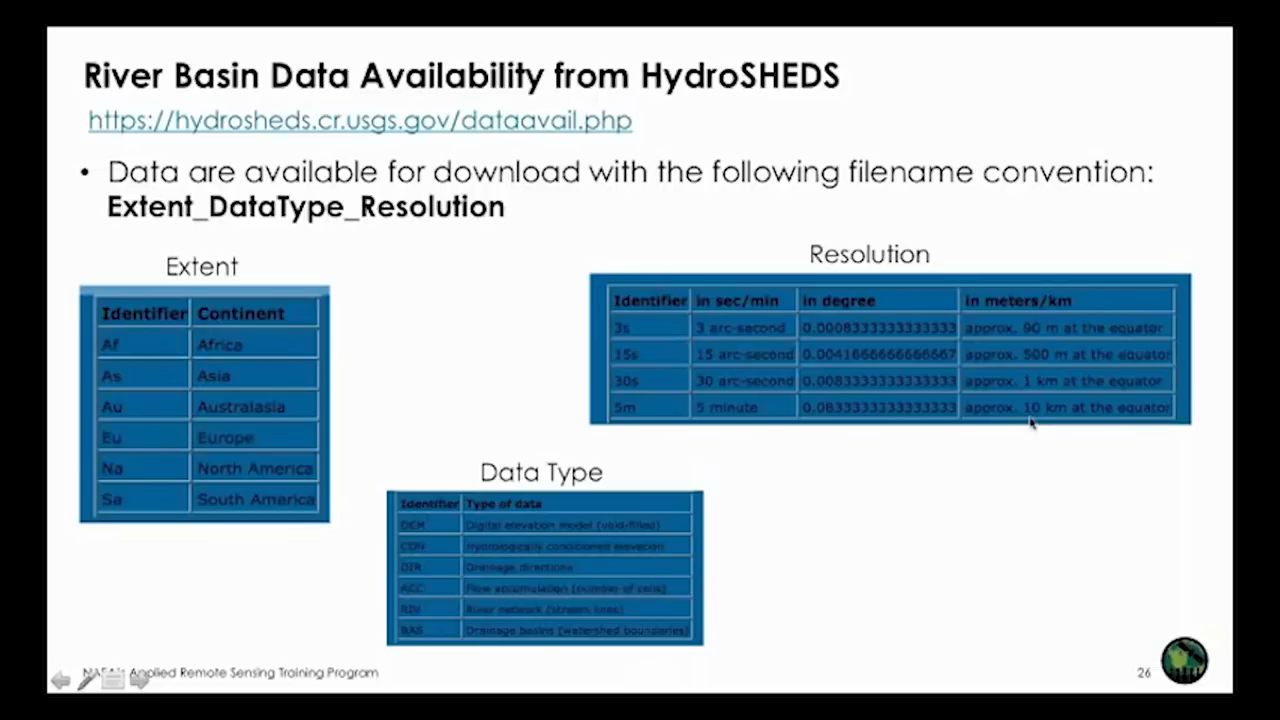 River Basin Data Availability from HydroSHEDS
https://hydrosheds.cr.usgs.gov/dataavail.php
• Data are available for download with the following filename convention:
Extent_DataType_Resolution
Extent
Identifier Continent
Af Africa
As Asia
Au Australasia
Eu Europe
Na North America
Sa South America
Resolution
Identifier in sec/min in degree in meters/km
3s 3 arc-second 0.0008333333333333 approx. 90 m at the equator
15s 15 arc-second 0.0041666666666667 approx. 500 m at the equator
30s 30 arc-second 0.0083333333333333 approx. 1 km at the equator
5m 5 minute 0.0833333333333333 approx. 10 km at the equator
Data Type
Identifier Type of data
DEM Digital elevation model (void-filled)
CON Hydrologically conditioned elevation
DIR Drainage directions
ACC Flow accumulation (number of cells)
RIV River network (stream lines)
BAS Drainage basins (watershed boundaries)
NASA's Applied Remote Sensing Training Program
26